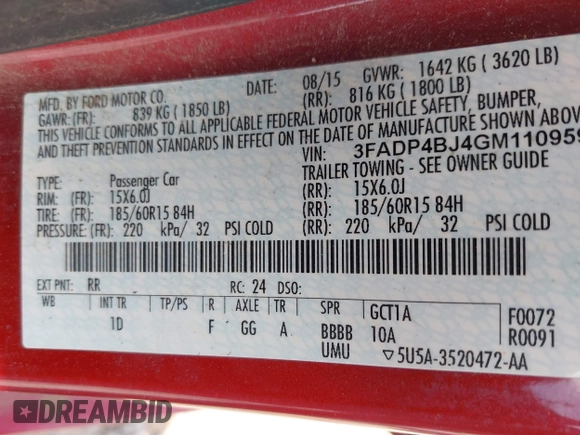 MFD. BY FORD MOTOR CO. DATE: 08/15 GVWR: 1642 KG ( 3620 LB)
GAWR: (FR): 839 KG ( 1850 LB) (RR): 816 KG ( 1800 LB)
THIS VEHICLE CONFORMS TO ALL APPLICABLE FEDERAL MOTOR VEHICLE SAFETY, BUMPER,
AND THEFT PREVENTION STANDARDS IN EFFECT ON THE DATE OF MANUFACTURE SHOWN
VIN: 3FADP4BJ4GM110959
TYPE: Passenger Car TRAILER TOWING - SEE OWNER GUIDE
RIM: (FR): 15X6.0J (RR): 15X6.0J
TIRE: (FR): 185/60R15 84H (RR): 185/60R15 84H
PRESSURE: (FR): 220 kPa/ 32 PSI COLD (RR): 220 kPa/ 32 PSI COLD
EXT PNT: RR RC: 24 DSO:
WB INT TR TP/PS R AXLE TR SPR GCT1A F0072
1D F GG A BBBB 10A R0091
UMU ▽5U5A-3520472-AA
DREAMBID